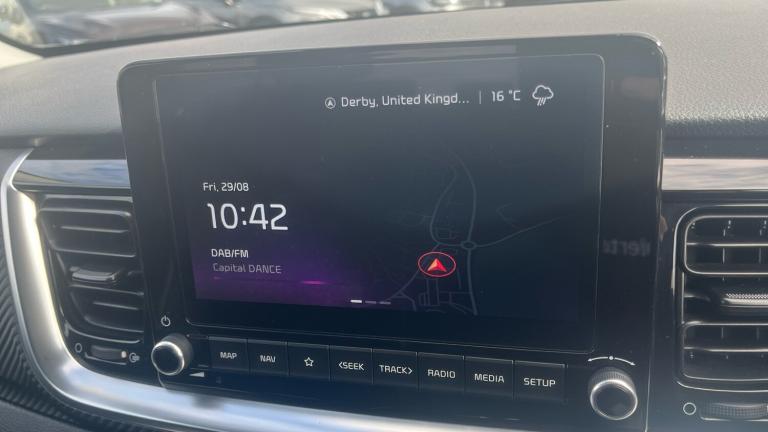 Derby, United Kingd... | 16 °C
Fri, 29/08
10:42
DAB/FM
Capital DANCE
MAP
NAV
<SEEK
TRACK>
RADIO
MEDIA
SETUP